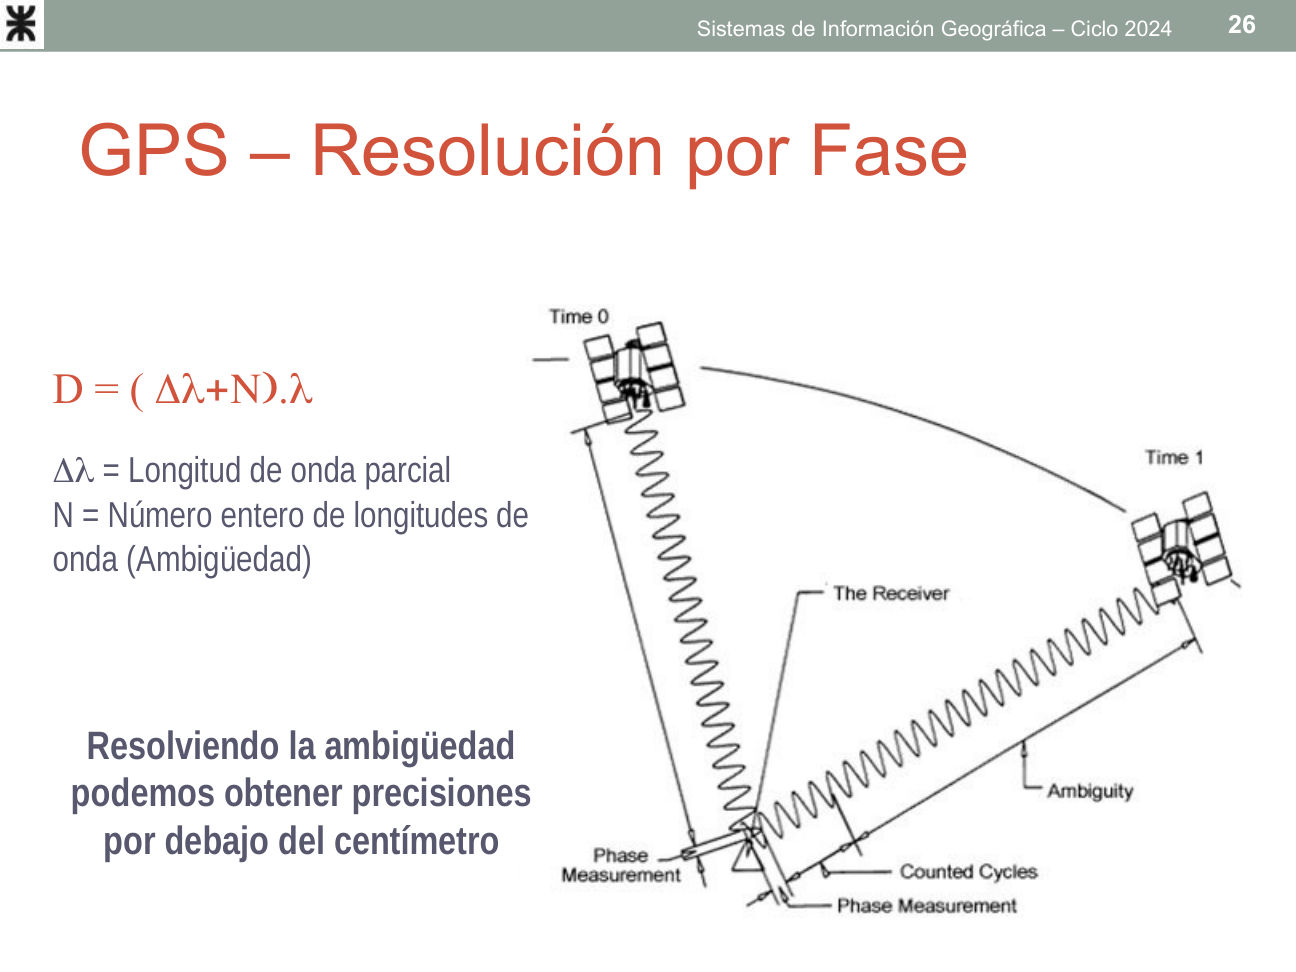 Sistemas de Información Geográfica – Ciclo 2024
26
GPS – Resolución por Fase
D = ( Δλ+N).λ
Δλ = Longitud de onda parcial
N = Número entero de longitudes de
onda (Ambigüedad)
Resolviendo la ambigüedad
podemos obtener precisiones
por debajo del centímetro
Time 0
Time 1
The Receiver
Ambiguity
Phase
Measurement
Counted Cycles
Phase Measurement